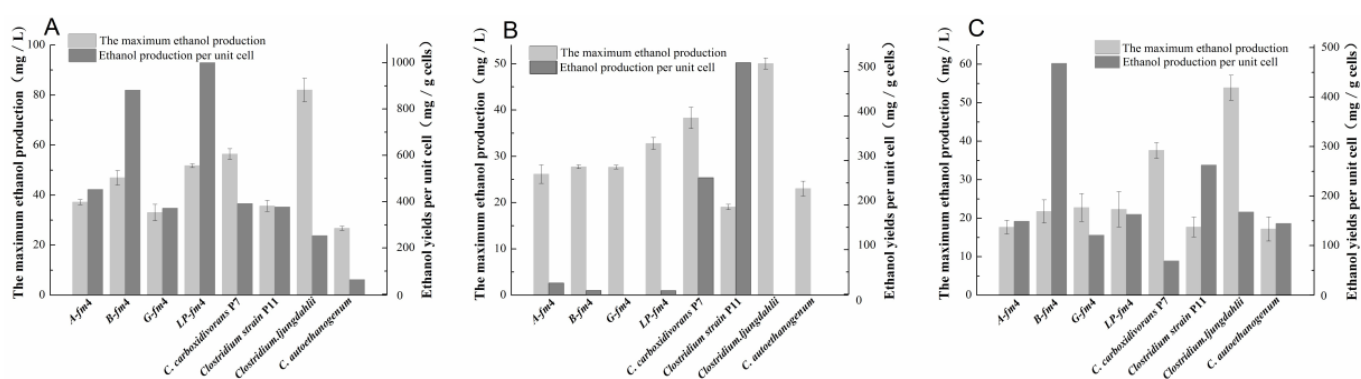 A
The maximum ethanol production（mg / L）
100
80
60
40
20
0
The maximum ethanol production
Ethanol production per unit cell
1000
800
600
400
200
0
Ethanol yields per unit cell（mg / g cells）
A-fm4
B-fm4
G-fm4
LP-fm4
C. carboxidivorans P7
Clostridium strain P11
Clostridium.ljungdahlii
C. autoethanogenum
B
The maximum ethanol production（mg / L）
50
40
30
20
10
0
The maximum ethanol production
Ethanol production per unit cell
500
400
300
200
100
0
Ethanol yields per unit cell（mg / g cells）
A-fm4
B-fm4
G-fm4
LP-fm4
C. carboxidivorans P7
Clostridium strain P11
Clostridium.ljungdahlii
C. autoethanogenum
C
The maximum ethanol production（mg / L）
60
50
40
30
20
10
0
The maximum ethanol production
Ethanol production per unit cell
500
400
300
200
100
0
Ethanol yields per unit cell（mg / g cells）
A-fm4
B-fm4
G-fm4
LP-fm4
C. carboxidivorans P7
Clostridium strain P11
Clostridium.ljungdahlii
C. autoethanogenum